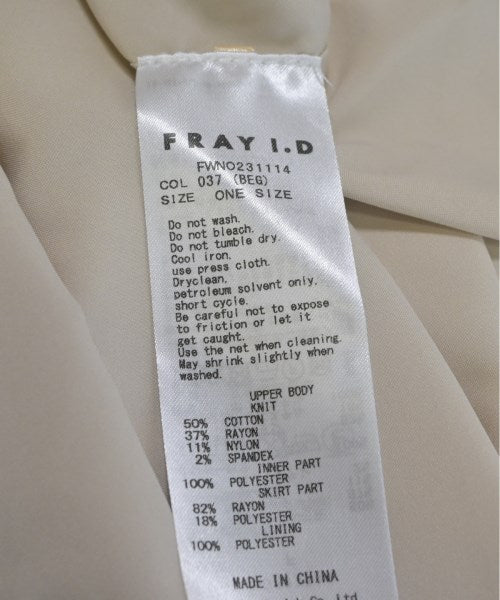 FRAY I.D
FWNO231114
COL 037 (BEG)
SIZE ONE SIZE
Do not wash.
Do not bleach.
Do not tumble dry.
Cool iron.
use press cloth.
Dryclean.
petroleum solvent only.
short cycle.
Be careful not to expose
to friction or let it
get caught.
Use the net when cleaning.
May shrink slightly when
washed.
UPPER BODY
KNIT
50% COTTON
37% RAYON
11% NYLON
2% SPANDEX
INNER PART
100% POLYESTER
SKIRT PART
82% RAYON
18% POLYESTER
LINING
100% POLYESTER
MADE IN CHINA
Co. Ltd